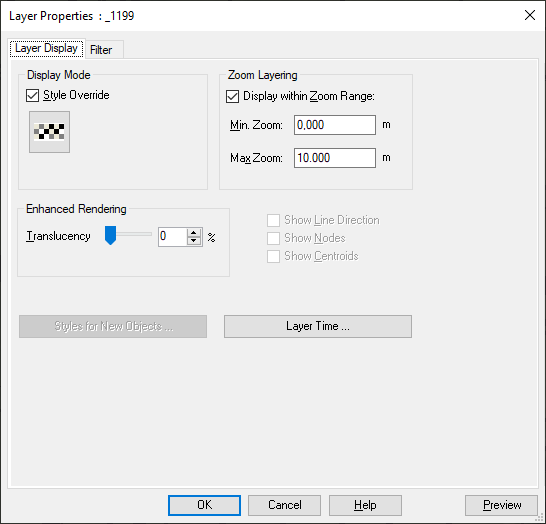 Layer Properties : _1199
Layer Display Filter
Display Mode
Style Override
Zoom Layering
Display within Zoom Range:
Min. Zoom: 0.000 m
Max Zoom: 10.000 m
Enhanced Rendering
Translucency 0 %
Show Line Direction
Show Nodes
Show Centroids
Styles for New Objects ...
Layer Time ...
OK Cancel Help Preview